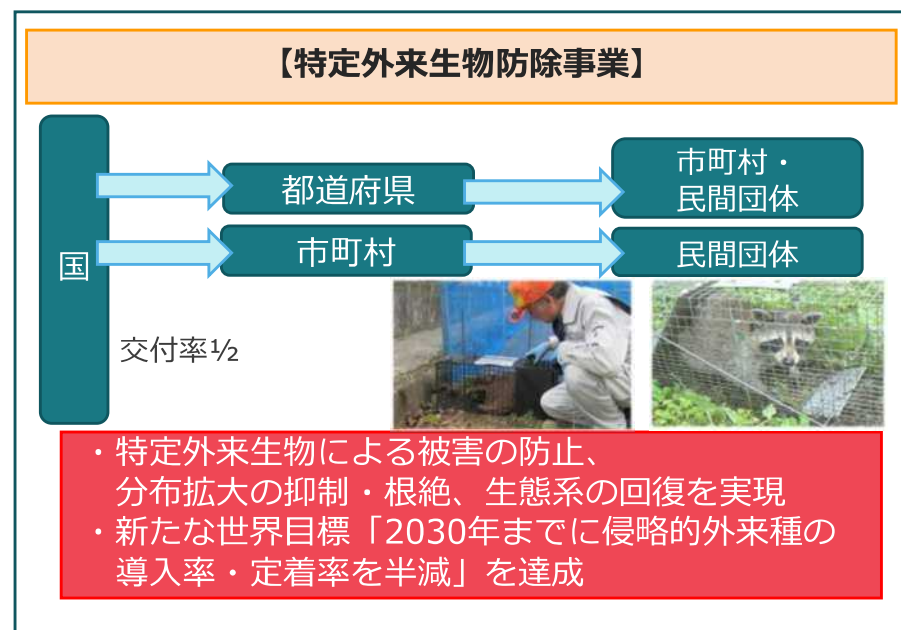 【特定外来生物防除事業】
国
都道府県
市町村・
民間団体
市町村
民間団体
交付率½
・特定外来生物による被害の防止、
分布拡大の抑制・根絶、生態系の回復を実現
・新たな世界目標「2030年までに侵略的外来種の
導入率・定着率を半減」を達成